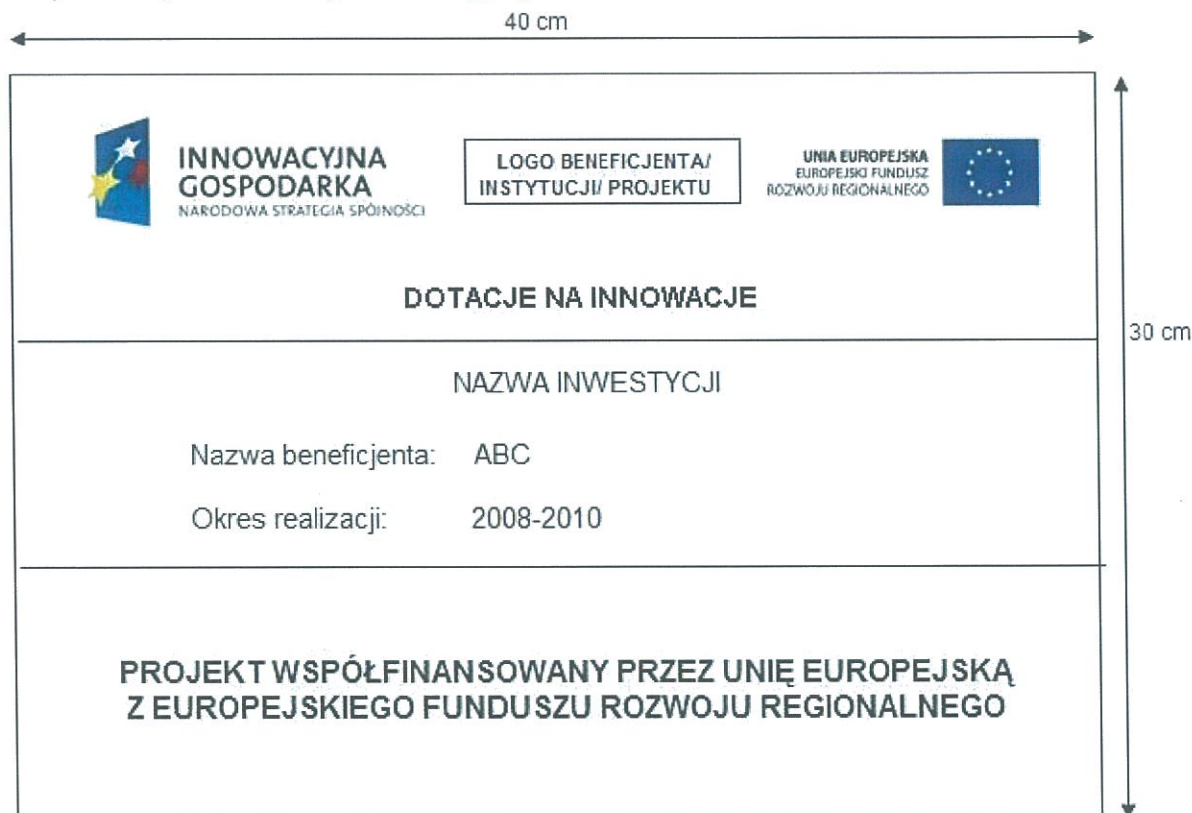 40 cm
INNOWACYJNA
GOSPODARKA
NARODOWA STRATEGIA SPÓJNOŚCI
LOGO BENEFICJENTA/
INSTYTUCJI/ PROJEKTU
UNIA EUROPEJSKA
EUROPEJSKI FUNDUSZ
ROZWOJU REGIONALNEGO
DOTACJE NA INNOWACJE
30 cm
NAZWA INWESTYCJI
Nazwa beneficjenta: ABC
Okres realizacji: 2008-2010
PROJEKT WSPÓŁFINANSOWANY PRZEZ UNIĘ EUROPEJSKĄ
Z EUROPEJSKIEGO FUNDUSZU ROZWOJU REGIONALNEGO